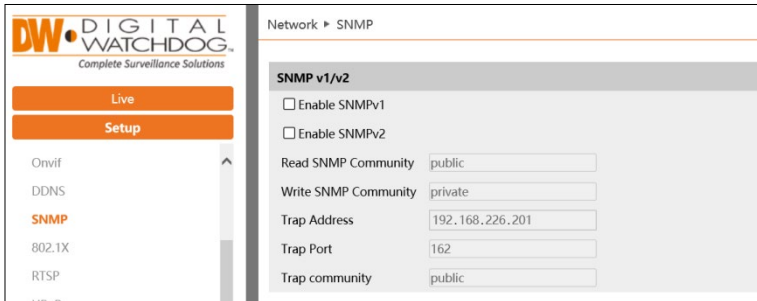 DW DIGITAL WATCHDOG™
Complete Surveillance Solutions
Live
Setup
Onvif
DDNS
SNMP
802.1X
RTSP
Network ▶ SNMP
SNMP v1/v2
Enable SNMPv1
Enable SNMPv2
Read SNMP Community public
Write SNMP Community private
Trap Address 192.168.226.201
Trap Port 162
Trap community public